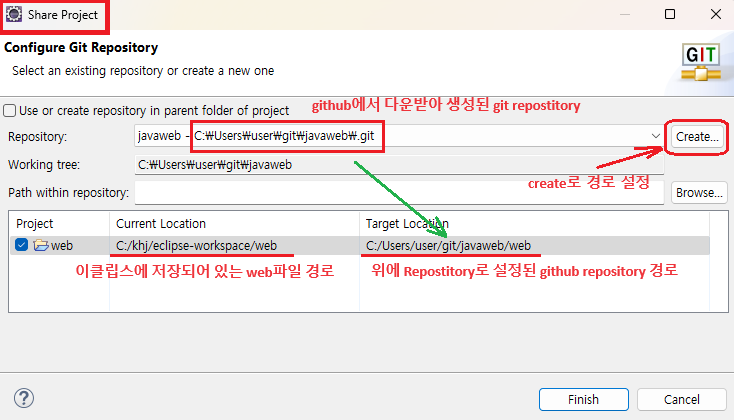 Share Project
Configure Git Repository
Select an existing repository or create a new one
GIT
Use or create repository in parent folder of project
github에서 다운받아 생성된 git repostitory
Repository: javaweb - C:₩Users₩user₩git₩javaweb₩.git Create...
Working tree: C:₩Users₩user₩git₩javaweb
create로 경로 설정
Path within repository: Browse...
Project Current Location Target Location
web C:/khj/eclipse-workspace/web C:/Users/user/git/javaweb/web
이클립스에 저장되어 있는 web파일 경로 위에 Repostitory로 설정된 github repository 경로
? Finish Cancel